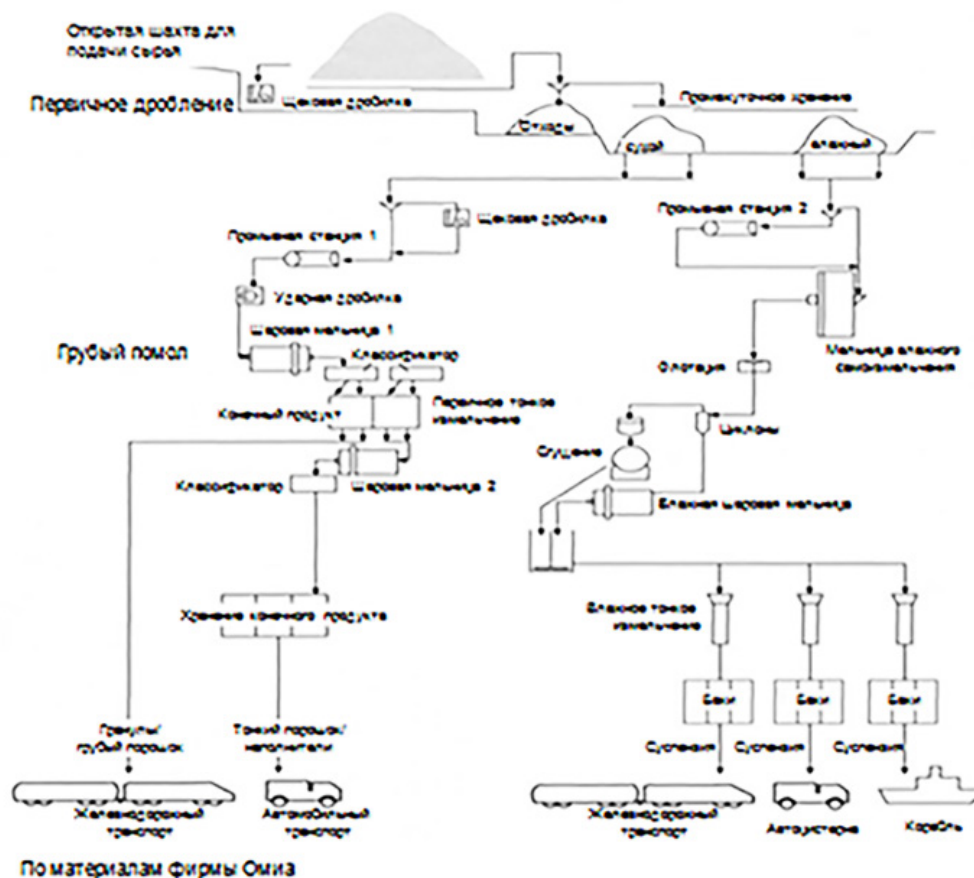 Открытая шахта для
подачи сырья
Щековая дробилка
Первичное дробление
Отходы
Промежуточное хранение
сухой
влажный
Щековая дробилка
Промывная станция 2
Промывная станция 1
Ударная дробилка
Шаровая мельница 1
Грубый помол
Классификатор
Мельница влажного
самоизмельчения
Флотация
Конечный продукт
Первичное тонкое
измельчение
Циклоны
Сгущение
Классификатор
Шаровая мельница 2
Влажная шаровая мельница
Хранение конечного продукта
Влажное тонкое
измельчение
Баки
Баки
Баки
Гранулы/
грубый порошок
Тонкий порошок/
наполнители
Суспензия
Суспензия
Суспензия
Железнодорожный
транспорт
Автомобильный
транспорт
Железнодорожный
транспорт
Автоцистерна
Корабль
По материалам фирмы Омиа